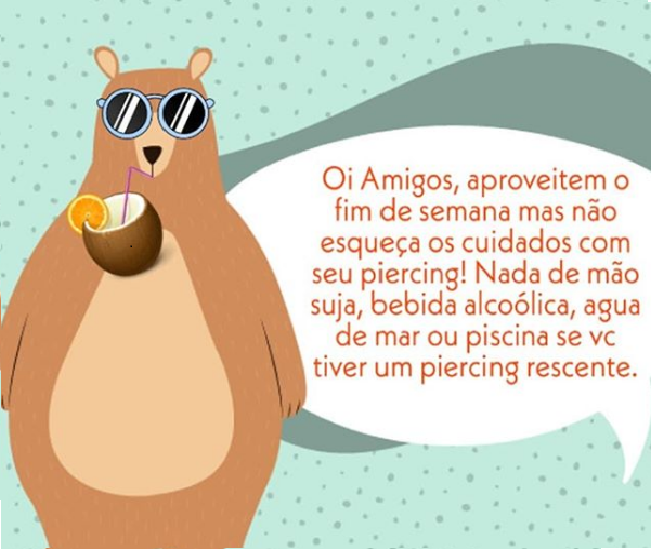 Oi Amigos, aproveitem o
fim de semana mas não
esqueça os cuidados com
seu piercing! Nada de mão
suja, bebida alcoólica, agua
de mar ou piscina se vc
tiver um piercing rescente.